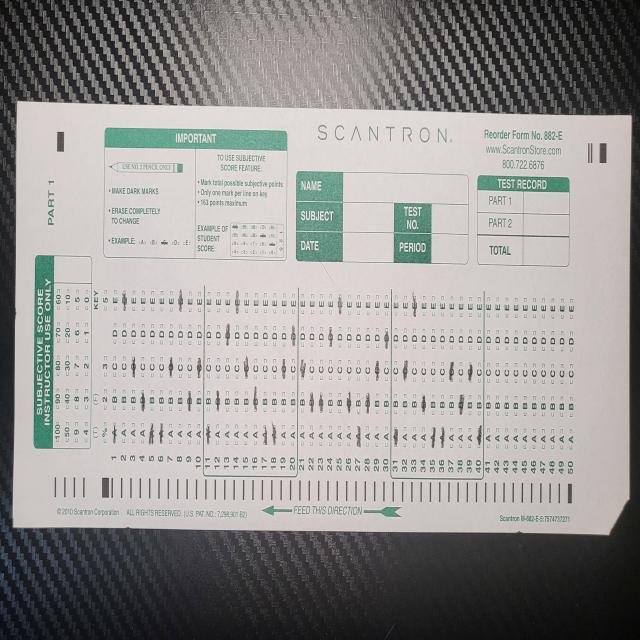 PART 1
IMPORTANT
USE NO. 2 PENCIL ONLY
• MAKE DARK MARKS
• ERASE COMPLETELY
TO CHANGE
• EXAMPLE: A B D E
TO USE SUBJECTIVE
SCORE FEATURE:
• Mark total possible subjective points
• Only one mark per line on key
• 163 points maximum
EXAMPLE OF
STUDENT
SCORE:
SCANTRON®
NAME
SUBJECT
TEST
NO.
DATE
PERIOD
Reorder Form No. 882-E
www.ScantronStore.com
800.722.6876
TEST RECORD
PART 1
PART 2
TOTAL
SUBJECTIVE SCORE
INSTRUCTOR USE ONLY
100 90 80 70 60
50 40 30 20 10
9 8 7 6 5
4 3 2 1 0
(T) (F) KEY
% 2 3 4 5
1 A B C D E
2 A B C D E
3 A B C D E
4 A B C D E
5 A B C D E
6 A B C D E
7 A B C D E
8 A B C D E
9 A B C D E
10 A B C D E
11 A B C D E
12 A B C D E
13 A B C D E
14 A B C D E
15 A B C D E
16 A B C D E
17 A B C D E
18 A B C D E
19 A B C D E
20 A B C D E
21 A B C D E
22 A B C D E
23 A B C D E
24 A B C D E
25 A B C D E
26 A B C D E
27 A B C D E
28 A B C D E
29 A B C D E
30 A B C D E
31 A B C D E
32 A B C D E
33 A B C D E
34 A B C D E
35 A B C D E
36 A B C D E
37 A B C D E
38 A B C D E
39 A B C D E
40 A B C D E
41 A B C D E
42 A B C D E
43 A B C D E
44 A B C D E
45 A B C D E
46 A B C D E
47 A B C D E
48 A B C D E
49 A B C D E
50 A B C D E
© 2010 Scantron Corporation ALL RIGHTS RESERVED. (U.S. PAT. NO.: 7,298,901 B2)
FEED THIS DIRECTION
Scantron M-882-E-5:7574737271